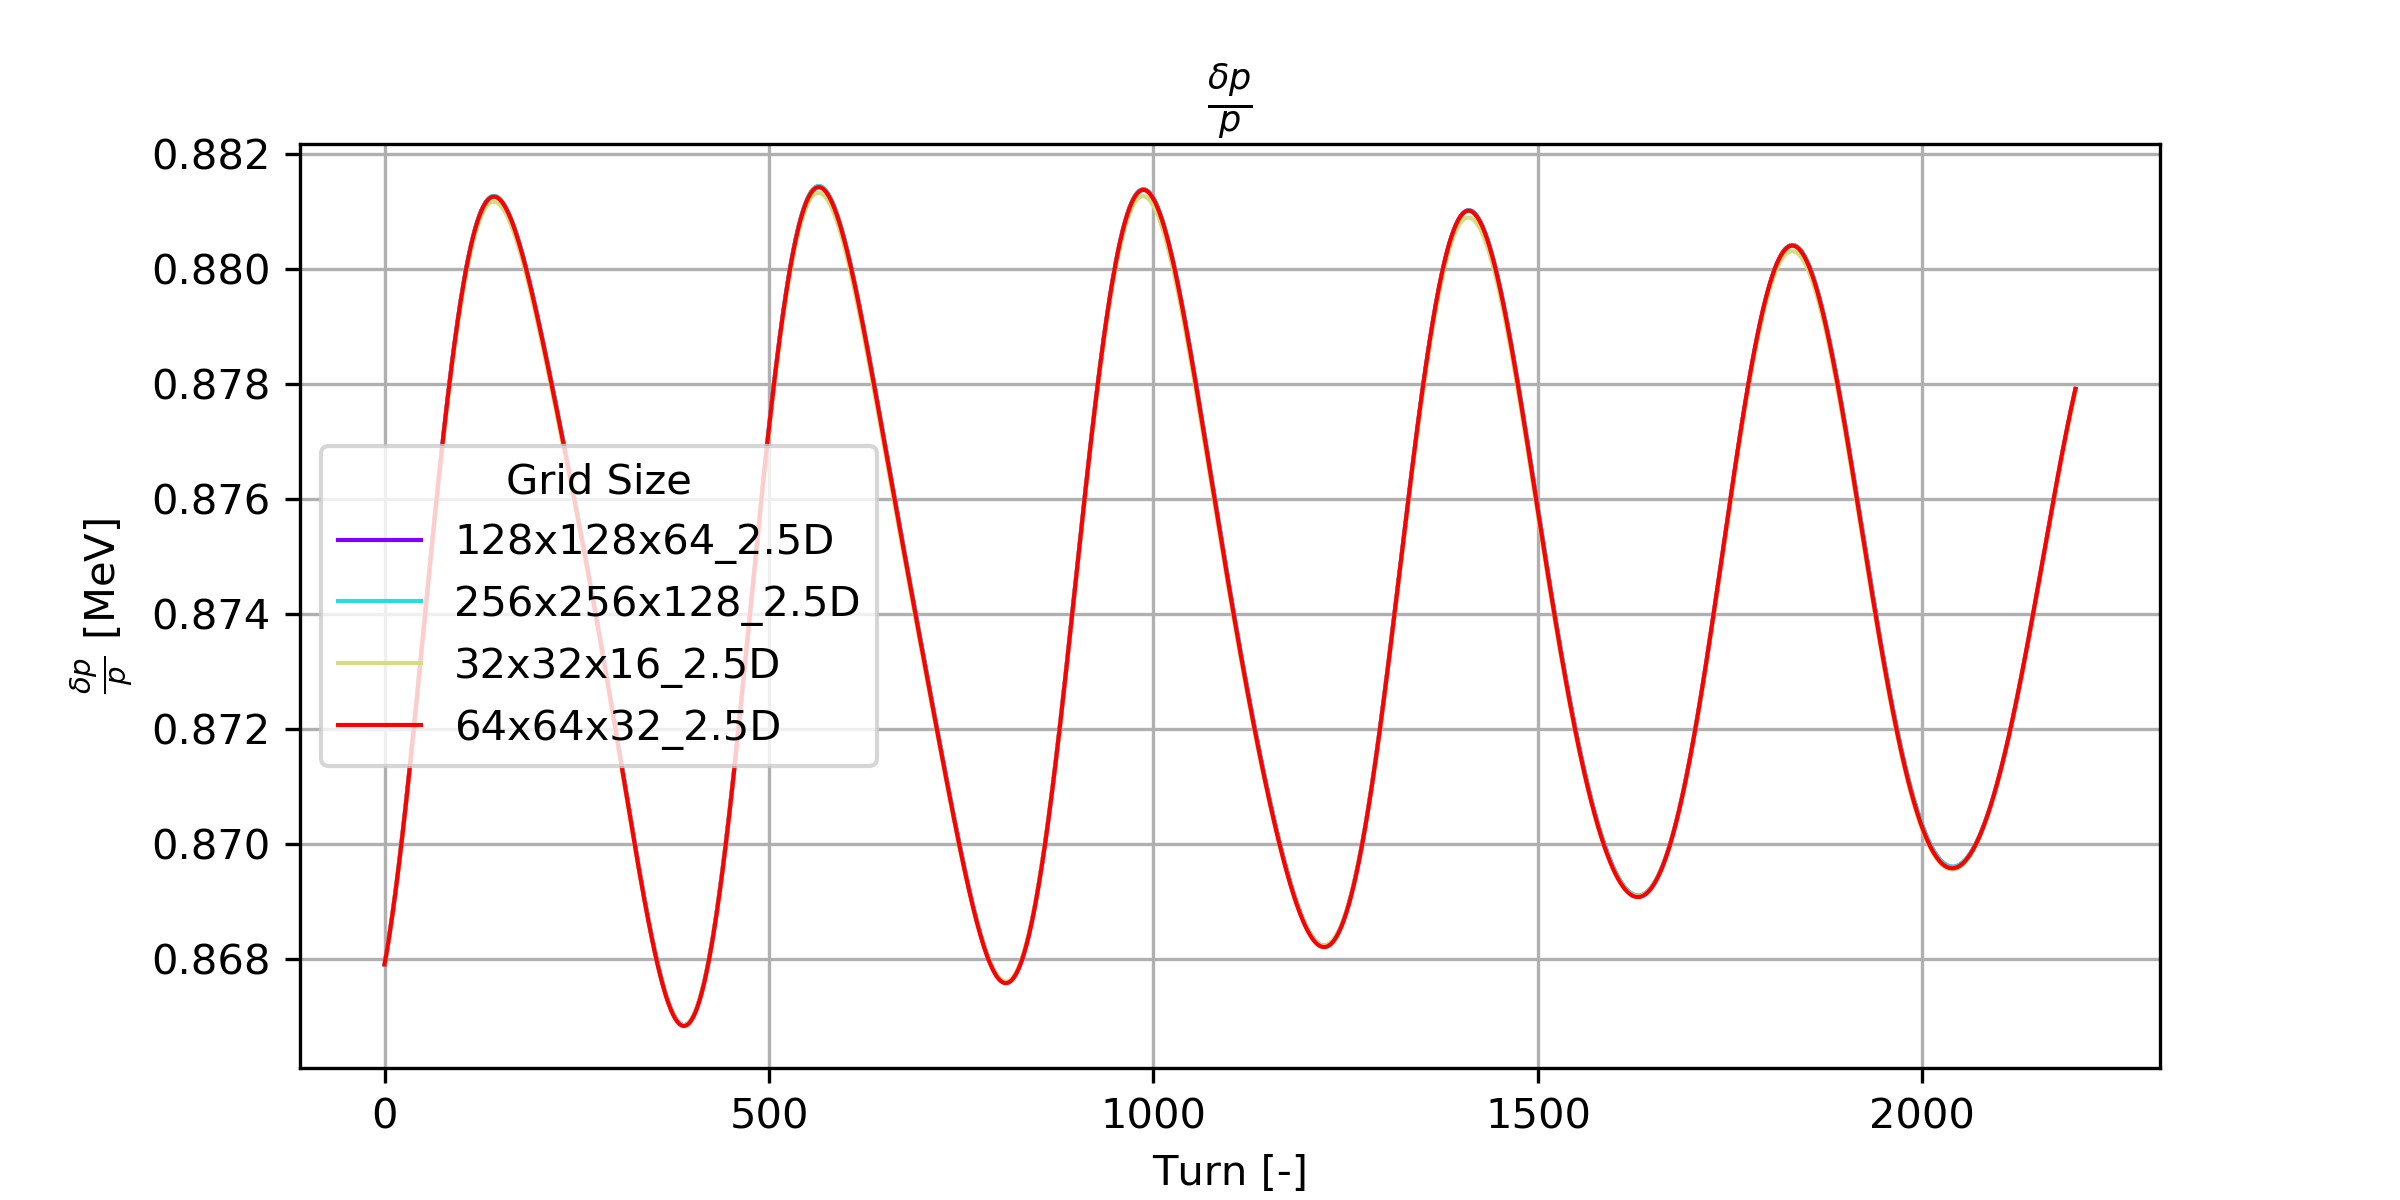 δp
p
0.882
0.880
0.878
0.876
0.874
0.872
0.870
0.868
δp/p [MeV]
Grid Size
128x128x64_2.5D
256x256x128_2.5D
32x32x16_2.5D
64x64x32_2.5D
0 500 1000 1500 2000
Turn [-]